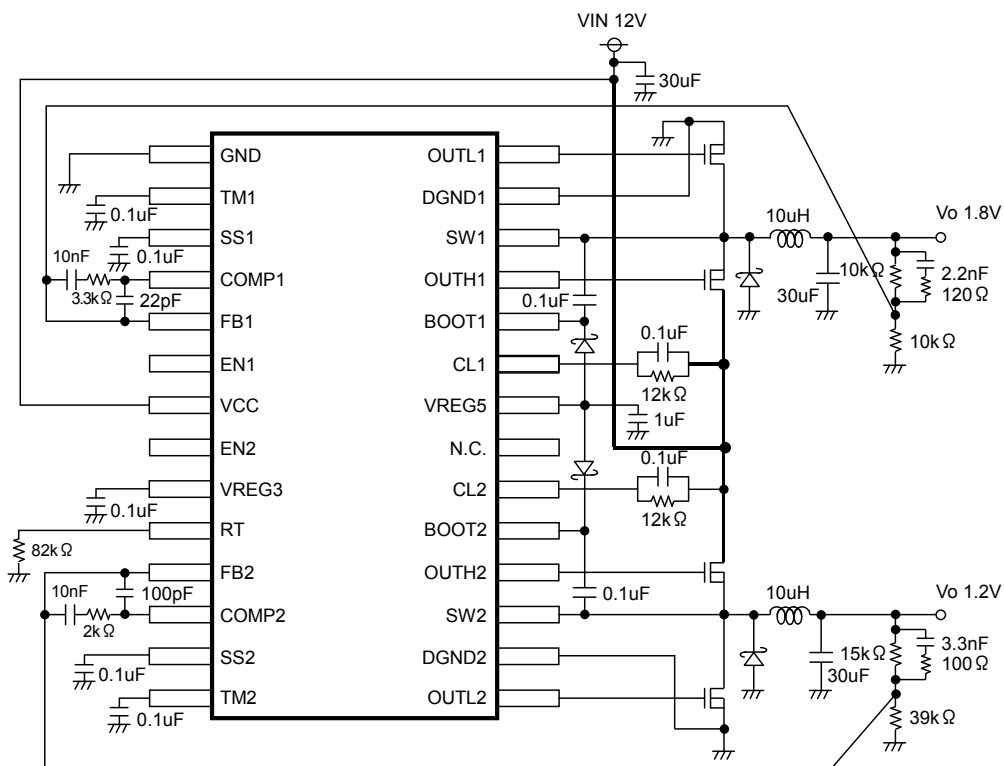 VIN 12V
30uF
GND
TM1
0.1uF
SS1
0.1uF
10nF
3.3kΩ
COMP1
22pF
FB1
EN1
VCC
EN2
VREG3
0.1uF
RT
82kΩ
FB2
10nF
100pF
2kΩ
COMP2
SS2
0.1uF
TM2
0.1uF
OUTL1
DGND1
SW1
OUTH1
0.1uF
BOOT1
CL1
0.1uF
12kΩ
VREG5
1uF
N.C.
0.1uF
CL2
12kΩ
BOOT2
OUTH2
0.1uF
SW2
DGND2
OUTL2
10uH
Vo 1.8V
10kΩ
2.2nF
120Ω
30uF
10kΩ
10uH
Vo 1.2V
15kΩ
3.3nF
100Ω
30uF
39kΩ